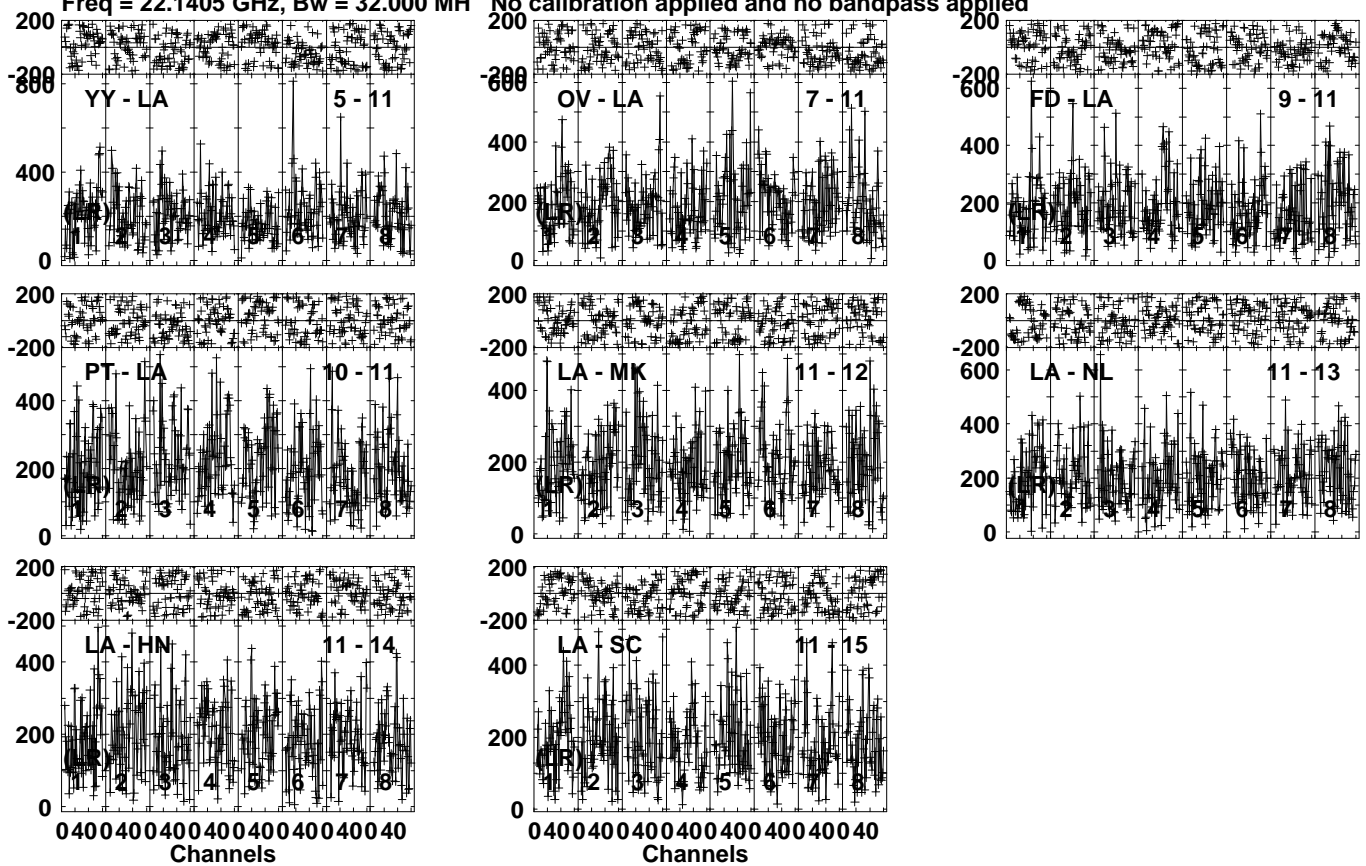 Freq = 22.1405 GHz, Bw = 32.000 MH No calibration applied and no bandpass applied
200
-200
800
400
0
YY - LA 5 - 11
(LR)
1 2 3 4 5 6 7 8
200
-200
600
400
200
0
OV - LA 7 - 11
(LR)
1 2 3 4 5 6 7 8
200
-200
600
400
200
0
FD - LA 9 - 11
(LR)
1 2 3 4 5 6 7 8
200
-200
400
200
0
PT - LA 10 - 11
(LR)
1 2 3 4 5 6 7 8
200
-200
400
200
0
LA - MK 11 - 12
(LR)
1 2 3 4 5 6 7 8
200
-200
600
400
200
0
LA - NL 11 - 13
(LR)
1 2 3 4 5 6 7 8
200
-200
400
200
0
LA - HN 11 - 14
(LR)
1 2 3 4 5 6 7 8
0 40 0 40 0 40 0 40 0 40 0 40 0 40 0 40
Channels
200
-200
400
200
0
LA - SC 11 - 15
(LR)
1 2 3 4 5 6 7 8
0 40 0 40 0 40 0 40 0 40 0 40 0 40 0 40
Channels